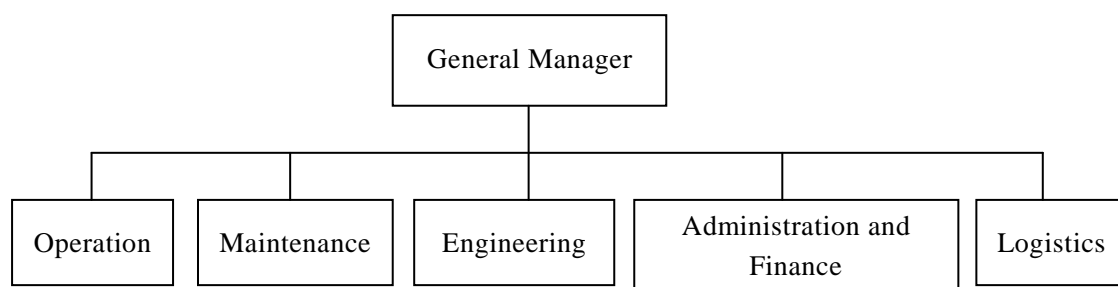 General Manager
Operation
Maintenance
Engineering
Administration and
Finance
Logistics